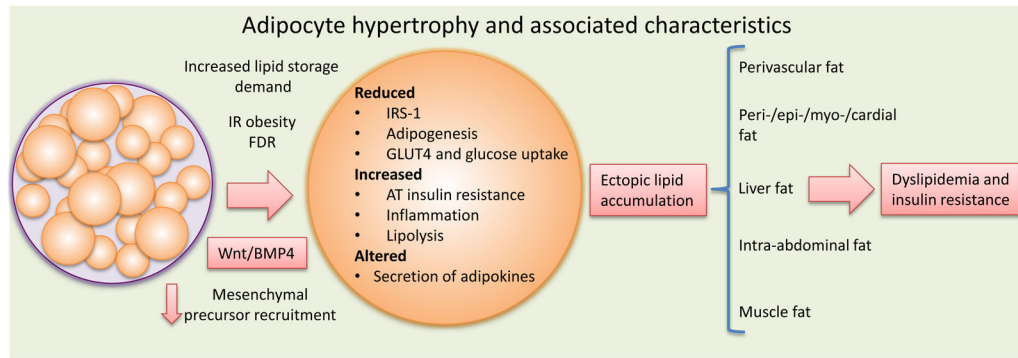 Adipocyte hypertrophy and associated characteristics
Increased lipid storage
demand
IR obesity
FDR
Wnt/BMP4
Mesenchymal
precursor recruitment
Reduced
• IRS-1
• Adipogenesis
• GLUT4 and glucose uptake
Increased
• AT insulin resistance
• Inflammation
• Lipolysis
Altered
• Secretion of adipokines
Ectopic lipid
accumulation
Perivascular fat
Peri-/epi-/myo-/cardial
fat
Liver fat
Intra-abdominal fat
Muscle fat
Dyslipidemia and
insulin resistance